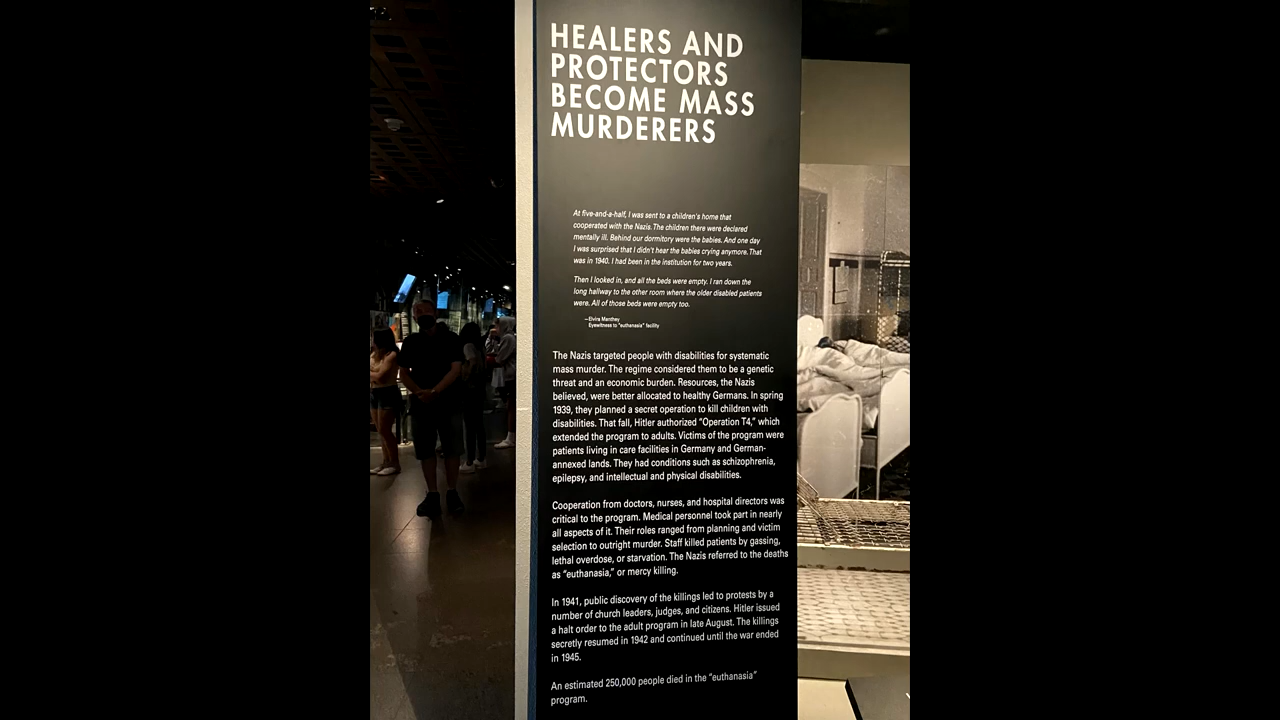 HEALERS AND
PROTECTORS
BECOME MASS
MURDERERS
At five-and-a-half, I was sent to a children's home that
cooperated with the Nazis. The children there were declared
mentally ill. Behind our dormitory were the babies. And one day
I was surprised that I didn't hear the babies crying anymore. That
was in 1940. I had been in the institution for two years.
Then I looked in, and all the beds were empty. I ran down the
long hallway to the other room where the older disabled patients
were. All of those beds were empty too.
—Elvira Manthey
Eyewitness to "euthanasia" facility
The Nazis targeted people with disabilities for systematic
mass murder. The regime considered them to be a genetic
threat and an economic burden. Resources, the Nazis
believed, were better allocated to healthy Germans. In spring
1939, they planned a secret operation to kill children with
disabilities. That fall, Hitler authorized “Operation T4,” which
extended the program to adults. Victims of the program were
patients living in care facilities in Germany and German-
annexed lands. They had conditions such as schizophrenia,
epilepsy, and intellectual and physical disabilities.
Cooperation from doctors, nurses, and hospital directors was
critical to the program. Medical personnel took part in nearly
all aspects of it. Their roles ranged from planning and victim
selection to outright murder. Staff killed patients by gassing,
lethal overdose, or starvation. The Nazis referred to the deaths
as “euthanasia,” or mercy killing.
In 1941, public discovery of the killings led to protests by a
number of church leaders, judges, and citizens. Hitler issued
a halt order to the adult program in late August. The killings
secretly resumed in 1942 and continued until the war ended
in 1945.
An estimated 250,000 people died in the “euthanasia”
program.